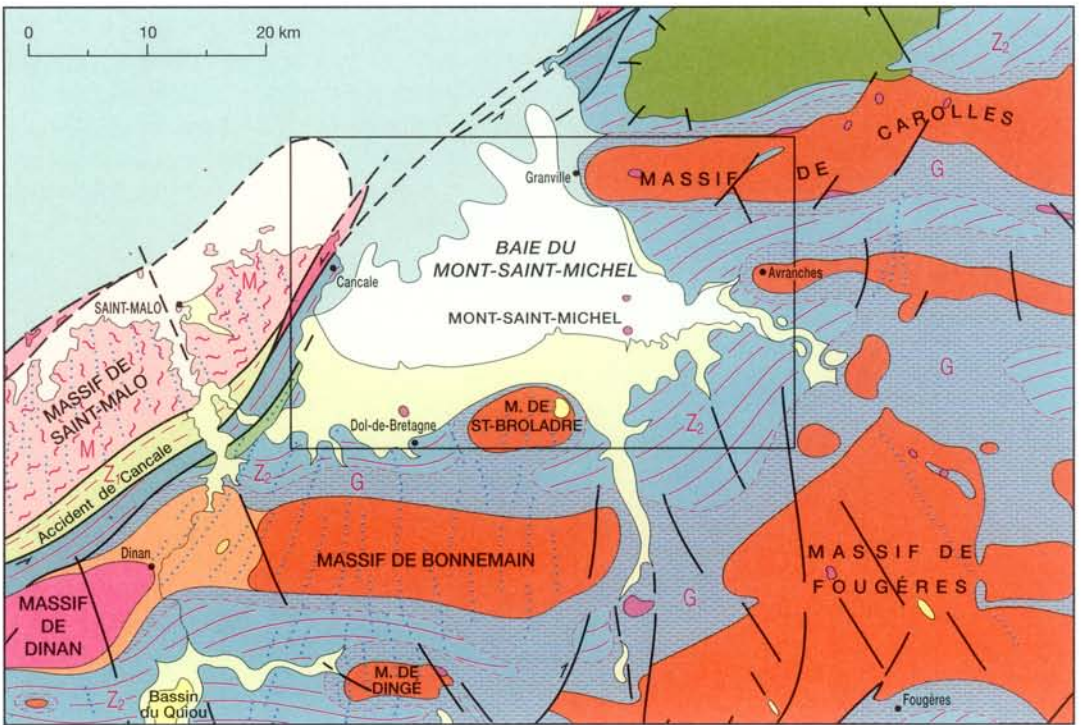 0 10 20 km
Z2
MASSIF DE CAROLLES
G
Granville
BAIE DU
MONT-SAINT-MICHEL
Cancale
Avranches
M
SAINT-MALO
MONT-SAINT-MICHEL
MASSIF DE
SAINT-MALO
G
M
M. DE
ST-BROLADRE
Dol-de-Bretagne
Z2
Z
Z2
G
Accident de Cancale
Dinan
MASSIF DE BONNEMAIN
MASSIF DE
FOUGÉRES
G
MASSIF
DE
DINAN
M. DE
DINGÉ
Z2
Bassin
du Quiou
Fougères